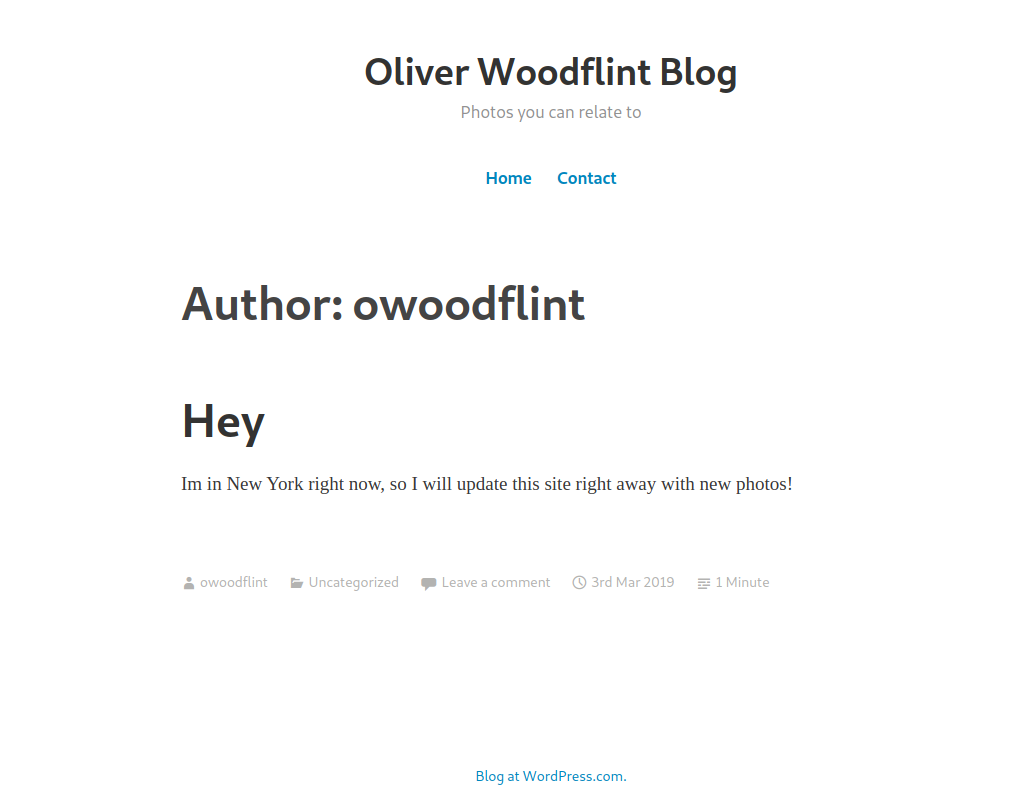 Oliver Woodflint Blog
Photos you can relate to
Home Contact
Author: owoodflint
Hey
Im in New York right now, so I will update this site right away with new photos!
owoodflint Uncategorized Leave a comment 3rd Mar 2019 1 Minute
Blog at WordPress.com.